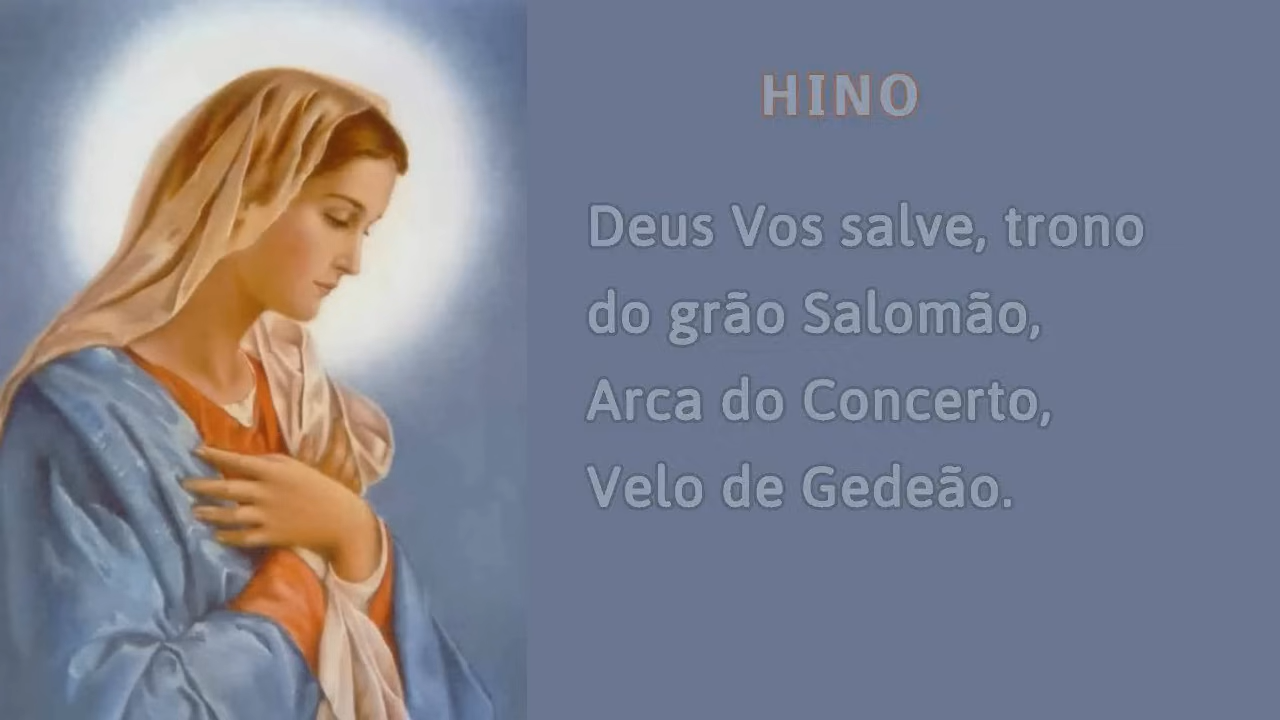 HINO
Deus Vos salve, trono
do grão Salomão,
Arca do Concerto,
Velo de Gedeão.